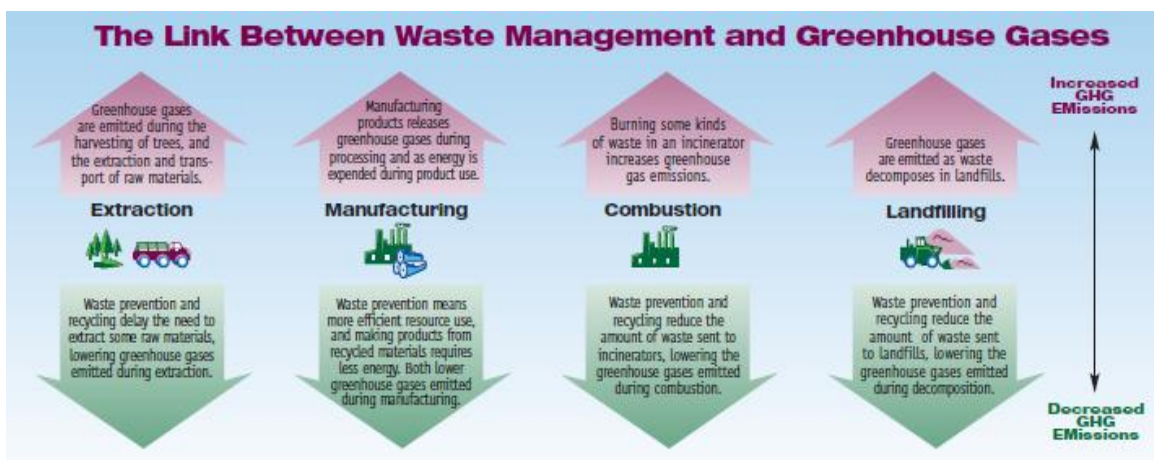 The Link Between Waste Management and Greenhouse Gases
Greenhouse gases
are emitted during the
harvesting of trees, and
the extraction and trans-
port of raw materials.
Manufacturing
products releases
greenhouse gases during
processing and as energy is
expended during product use.
Burning some kinds
of waste in an incinerator
increases greenhouse
gas emissions.
Greenhouse gases
are emitted as waste
decomposes in landfills.
Increased
GHG
EMissions
Extraction
Manufacturing
Combustion
Landfilling
Waste prevention and
recycling delay the need to
extract some raw materials,
lowering greenhouse gases
emitted during extraction.
Waste prevention means
more efficient resource use,
and making products from
recycled materials requires
less energy. Both lower
greenhouse gases emitted
during manufacturing.
Waste prevention and
recycling reduce the
amount of waste sent to
incinerators, lowering the
greenhouse gases emitted
during combustion.
Waste prevention and
recycling reduce the
amount of waste sent
to landfills, lowering the
greenhouse gases emitted
during decomposition.
Decreased
GHG
EMissions